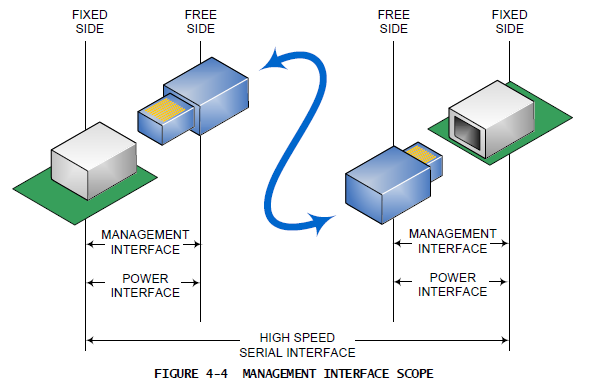 FIXED
SIDE
FREE
SIDE
FREE
SIDE
FIXED
SIDE
MANAGEMENT
INTERFACE
POWER
INTERFACE
MANAGEMENT
INTERFACE
POWER
INTERFACE
HIGH SPEED
SERIAL INTERFACE
FIGURE 4-4 MANAGEMENT INTERFACE SCOPE